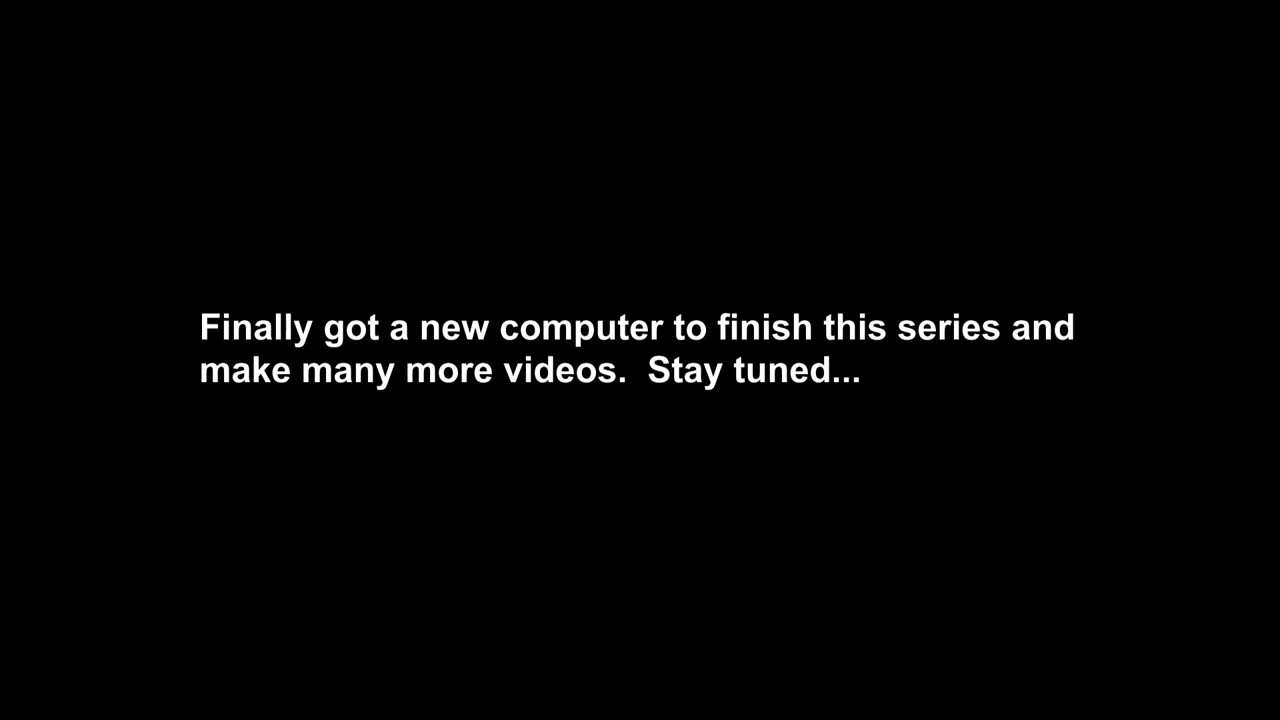 Finally got a new computer to finish this series and
make many more videos.  Stay tuned...